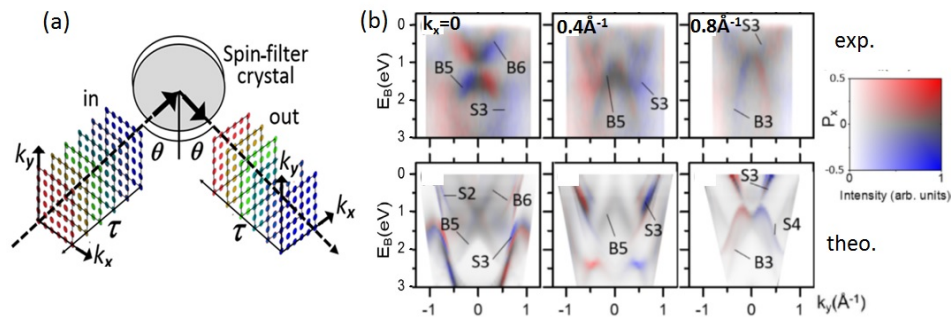 (a)
Spin-filter
crystal
in
out
k_y
k_x
τ
θ θ
k_y
k_x
τ
(b)
k_x=0
0.4Å⁻¹
0.8Å⁻¹
exp.
E_B(eV)
0
1
2
3
B5
B6
S3
B5
S3
S3
B3
P_x
0.5
0
-0.5
0
1
Intensity (arb. units)
E_B(eV)
0
1
2
3
S2
B5
B6
S3
B5
S3
S3
S4
B3
theo.
-1 0 1
-1 0 1
-1 0 1
k_y(Å⁻¹)